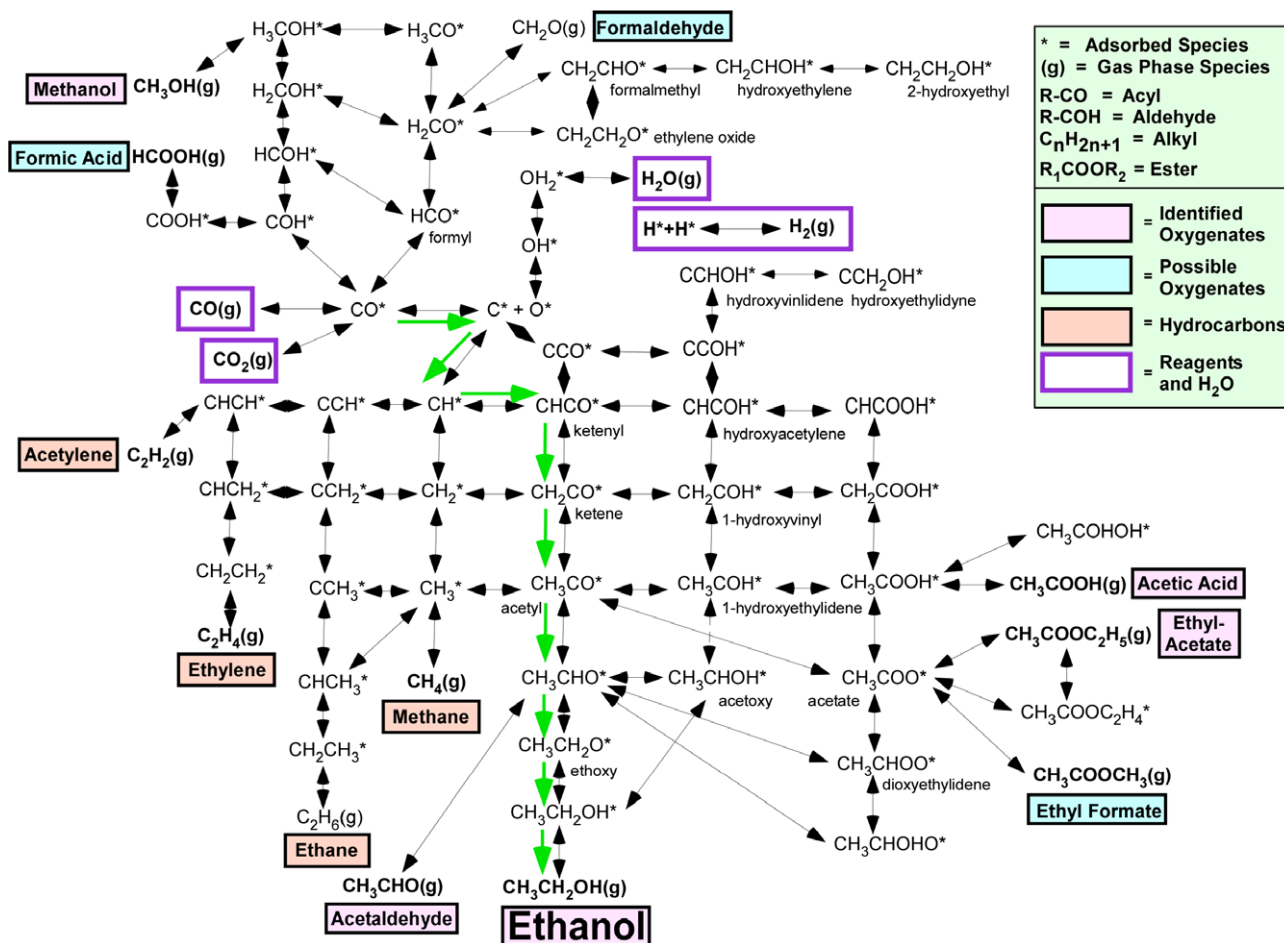 H₃COH* H₃CO* CH₂O(g) Formaldehyde
Methanol CH₃OH(g)
CH₂CHO* CH₂CHOH* CH₂CH₂OH*
formalmethyl hydroxyethylene 2-hydroxyethyl
H₂COH*
H₂CO* CH₂CH₂O* ethylene oxide
Formic Acid HCOOH(g) HCOH*
OH₂* H₂O(g)
COOH* COH* HCO*
formyl
H*+H* H₂(g)
OH*
CCHOH* CCH₂OH*
hydroxyvinlidene hydroxyethylidyne
CO(g) CO* C* + O*
CO₂(g) CCO* CCOH*
CHCH* CCH* CH* CHCO* CHCOH* CHCOOH*
ketenyl hydroxyacetylene
Acetylene C₂H₂(g)
CHCH₂* CCH₂* CH₂* CH₂CO* CH₂COH* CH₂COOH*
ketene 1-hydroxyvinyl
CH₃COHOH*
CH₂CH₂* CCH₃* CH₃* CH₃CO* CH₃COH* CH₃COOH* CH₃COOH(g) Acetic Acid
acetyl 1-hydroxyethylidene
C₂H₄(g)
Ethylene
CH₃COOC₂H₅(g) Ethyl-
Acetate
CHCH₃* CH₄(g) CH₃CHO* CH₃CHOH* CH₃COO*
acetoxy acetate
Methane
CH₃COOC₂H₄*
CH₂CH₃* CH₃CH₂O* CH₃CHOO*
ethoxy dioxyethylidene
CH₃COOCH₃(g)
Ethyl Formate
C₂H₆(g) CH₃CH₂OH* CH₃CHOHO*
Ethane
CH₃CHO(g) CH₃CH₂OH(g)
Acetaldehyde Ethanol
* = Adsorbed Species
(g) = Gas Phase Species
R-CO = Acyl
R-COH = Aldehyde
CₙH₂ₙ₊₁ = Alkyl
R₁COOR₂ = Ester
= Identified
Oxygenates
= Possible
Oxygenates
= Hydrocarbons
= Reagents
and H₂O